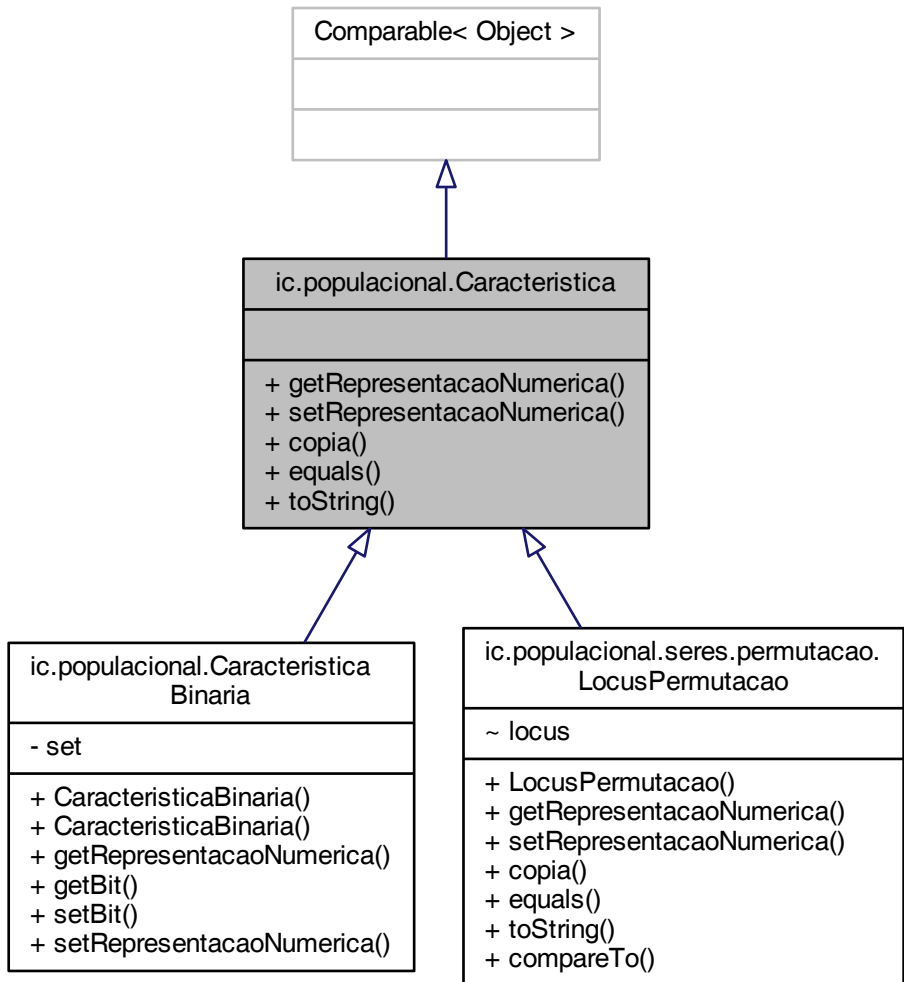 Comparable< Object >
ic.populacional.Caracteristica
+ getRepresentacaoNumerica()
+ setRepresentacaoNumerica()
+ copia()
+ equals()
+ toString()
ic.populacional.Caracteristica
Binaria
- set
+ CaracteristicaBinaria()
+ CaracteristicaBinaria()
+ getRepresentacaoNumerica()
+ getBit()
+ setBit()
+ setRepresentacaoNumerica()
ic.populacional.seres.permutacao.
LocusPermutacao
~ locus
+ LocusPermutacao()
+ getRepresentacaoNumerica()
+ setRepresentacaoNumerica()
+ copia()
+ equals()
+ toString()
+ compareTo()